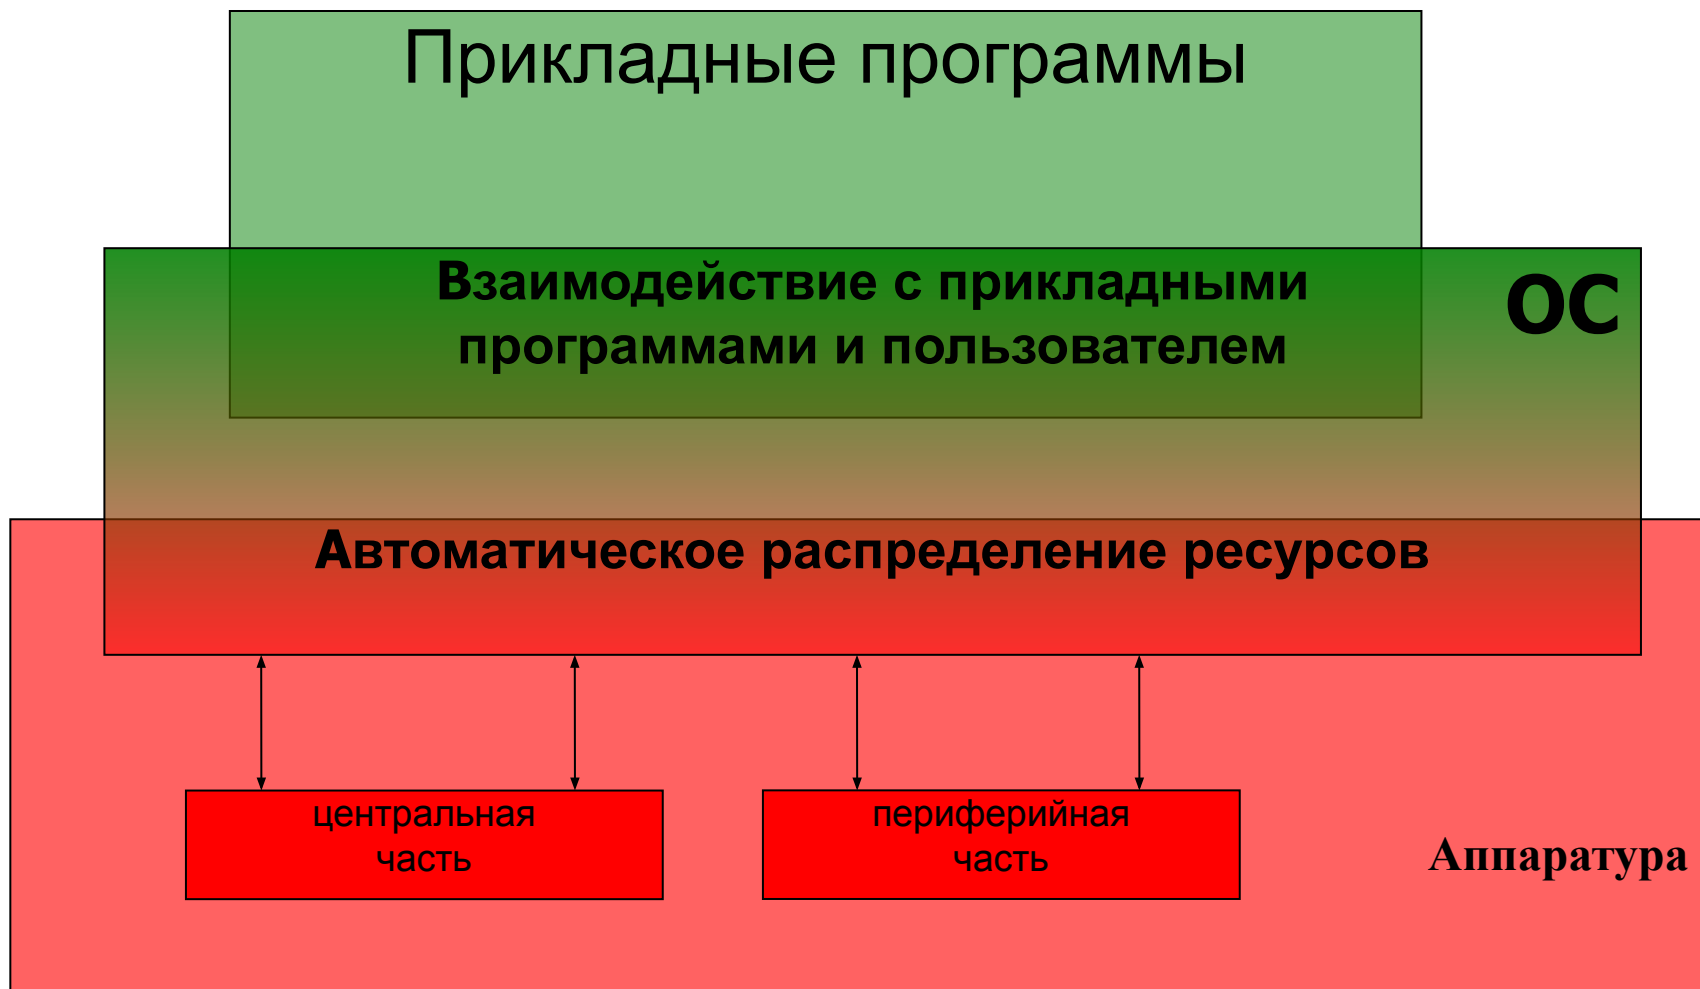 Прикладные программы
Взаимодействие с прикладными
программами и пользователем
ОС
Автоматическое распределение ресурсов
центральная
часть
периферийная
часть
Аппаратура